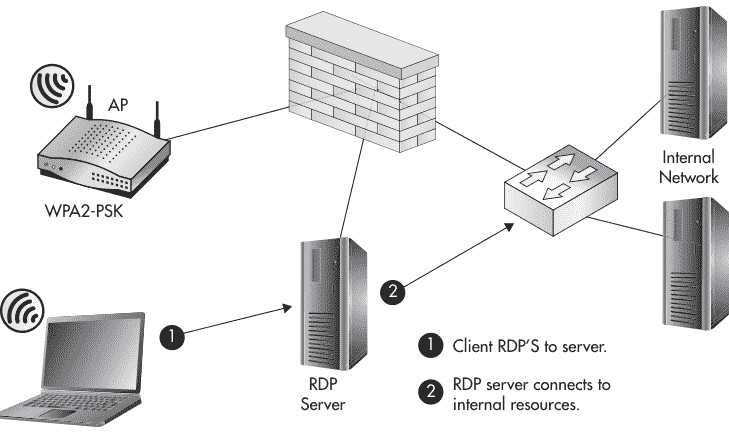 AP
WPA2-PSK
Internal
Network
1
2
RDP
Server
1 Client RDP'S to server.
2 RDP server connects to
internal resources.